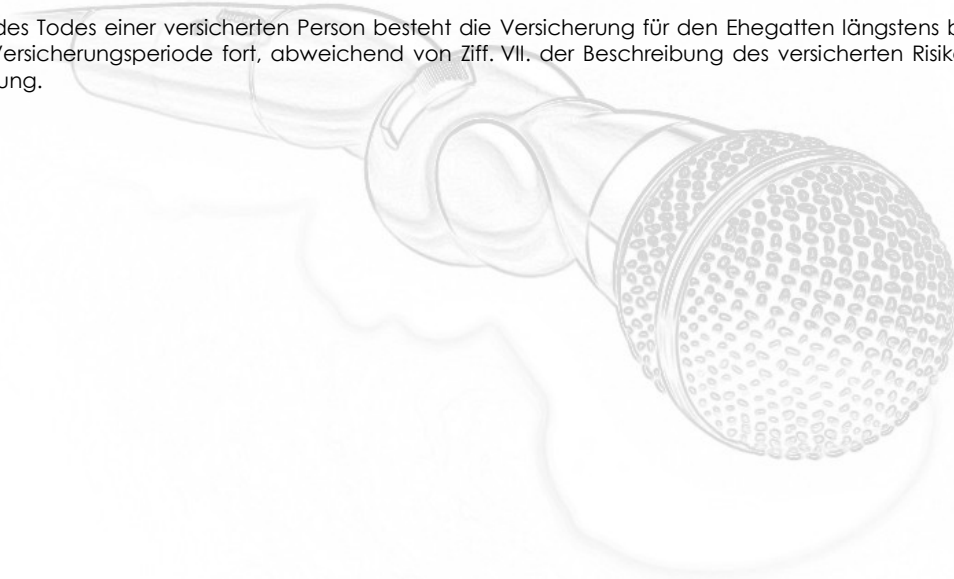 des Todes einer versicherten Person besteht die Versicherung für den Ehegatten längstens b
Versicherungsperiode fort, abweichend von Ziff. VII. der Beschreibung des versicherten Risik
ung.